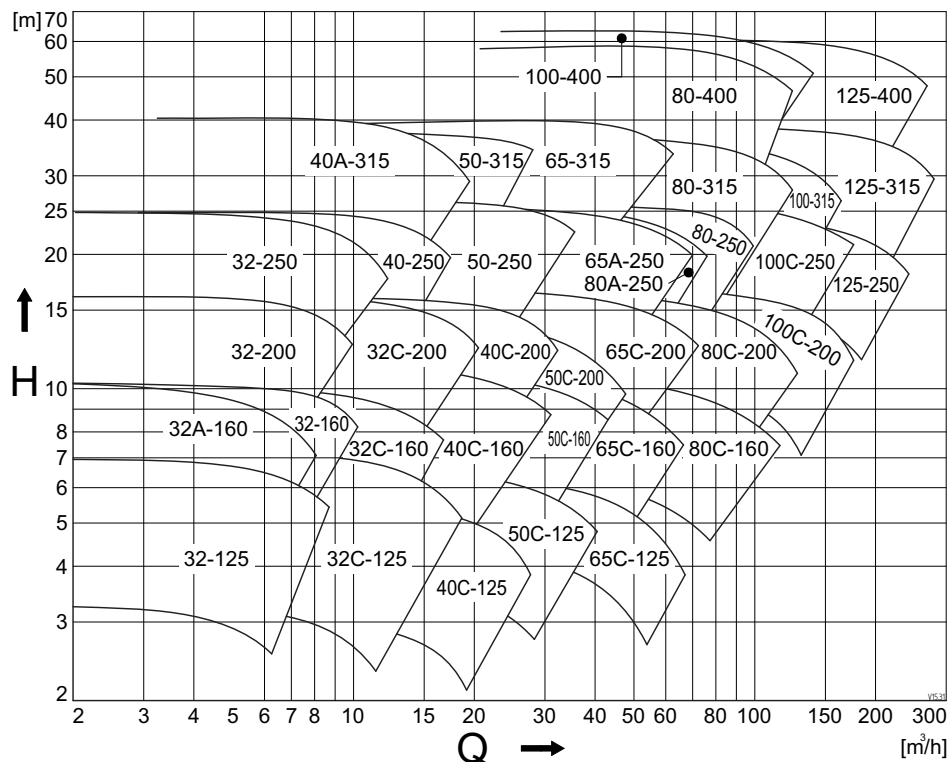 [m] 70
60
100-400
50
80-400
125-400
40
40A-315
50-315
65-315
30
80-315
100-315
125-315
25
80-250
20
32-250
40-250
50-250
65A-250
100C-250
80A-250
125-250
15
100C-200
32-200
32C-200
40C-200
65C-200
80C-200
H
50C-200
10
8
32A-160
32-160
32C-160
40C-160
50C-160
65C-160
80C-160
7
6
5
32-125
32C-125
50C-125
65C-125
4
40C-125
3
2
V15.31
2 3 4 5 6 7 8 10 15 20 30 40 50 60 80 100 150 200 300
Q
[m³/h]